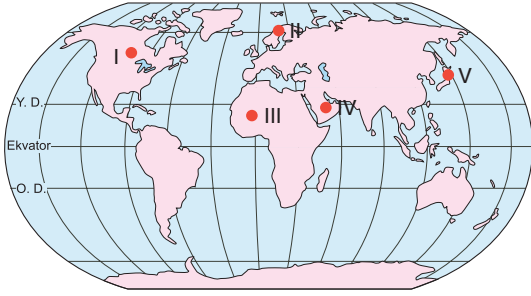 II
I
V
Y. D.
IV
III
Ekvator
O. D.